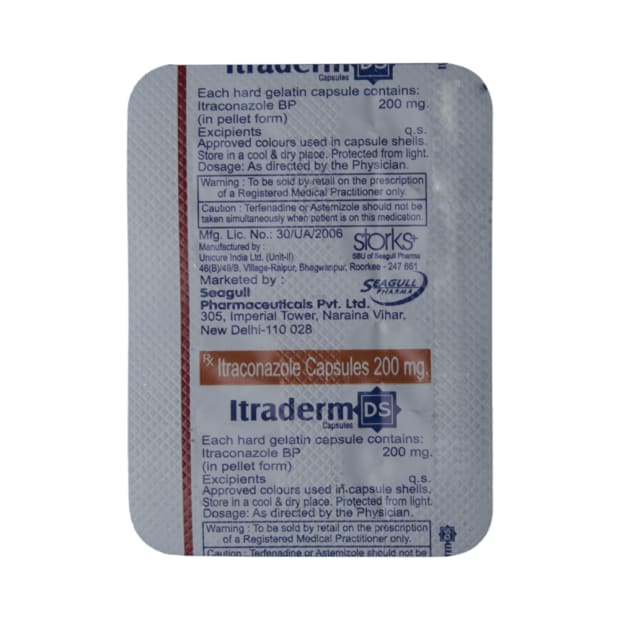 Itraderm DS
Capsules
Each hard gelatin capsule contains:
Itraconazole BP 200 mg.
(in pellet form)
Excipients q.s.
Approved colours used in capsule shells.
Store in a cool & dry place. Protected from light.
Dosage: As directed by the Physician.
Warning : To be sold by retail on the prescription
of a Registered Medical Practitioner only.
Caution : Terfenadine or Astemizole should not be
taken simultaneously when patient is on this medication.
Mfg. Lic. No.: 30/UA/2006
storks+
SBU of Seagull Pharma
Manufactured by :
Unicure India Ltd. (Unit-II)
46(B)/49/B, Village-Raipur, Bhagwanpur, Roorkee - 247 661
Marketed by :
Seagull
Pharmaceuticals Pvt. Ltd.
305, Imperial Tower, Naraina Vihar,
New Delhi-110 028
SEAGULL
PHARMA
Rx Itraconazole Capsules 200 mg.
Itraderm DS
Capsules
Each hard gelatin capsule contains:
Itraconazole BP 200 mg.
(in pellet form)
Excipients q.s.
Approved colours used in capsule shells.
Store in a cool & dry place. Protected from light.
Dosage: As directed by the Physician.
Warning : To be sold by retail on the prescription
of a Registered Medical Practitioner only.
Caution : Terfenadine or Astemizole should not be